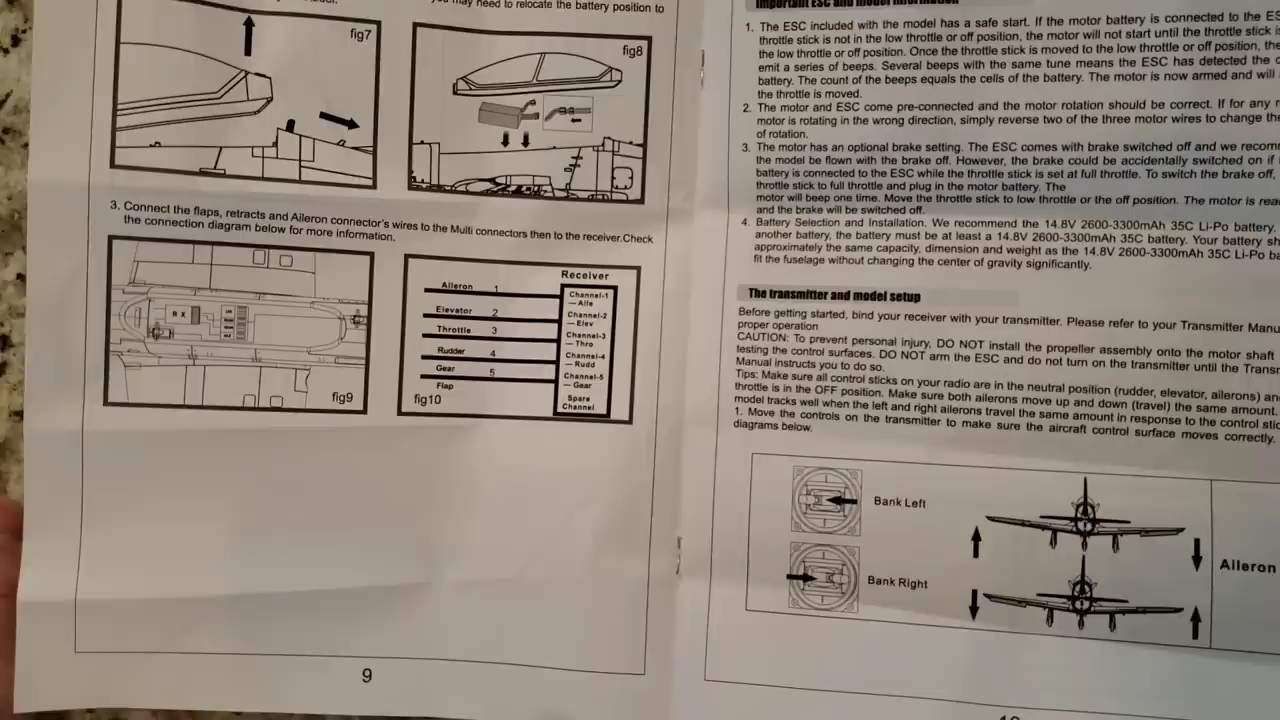 may need to relocate the battery position to
fig7
fig8
3. Connect the flaps, retracts and Aileron connector's wires to the Multi connectors then to the receiver.Check
the connection diagram below for more information.
R X
fig9
Receiver
Aileron 1
Elevator 2
Throttle 3
Rudder 4
Gear 5
Flap
Channel-1
— Aile
Channel-2
— Elev
Channel-3
— Thro
Channel-4
— Rudd
Channel-5
— Gear
Spare
Channel
fig10
9
Important ESC and model information
1. The ESC included with the model has a safe start. If the motor battery is connected to the
throttle stick is not in the low throttle or off position, the motor will not start until the throttle stick
the low throttle or off position. Once the throttle stick is moved to the low throttle or off position, the
emit a series of beeps. Several beeps with the same tune means the ESC has detected the
battery. The count of the beeps equals the cells of the battery. The motor is now armed and will
the throttle is moved.
2. The motor and ESC come pre-connected and the motor rotation should be correct. If for any
motor is rotating in the wrong direction, simply reverse two of the three motor wires to change the
of rotation.
3. The motor has an optional brake setting. The ESC comes with brake switched off and we
the model be flown with the brake off. However, the brake could be accidentally switched on if
battery is connected to the ESC while the throttle stick is set at full throttle. To switch the brake off,
throttle stick to full throttle and plug in the motor battery. The
motor will beep one time. Move the throttle stick to low throttle or the off position. The motor is
and the brake will be switched off.
4. Battery Selection and Installation. We recommend the 14.8V 2600-3300mAh 35C Li-Po battery.
another battery, the battery must be at least a 14.8V 2600-3300mAh 35C battery. Your battery
approximately the same capacity, dimension and weight as the 14.8V 2600-3300mAh 35C Li-Po
fit the fuselage without changing the center of gravity significantly.
The transmitter and model setup
Before getting started, bind your receiver with your transmitter. Please refer to your Transmitter
proper operation
CAUTION: To prevent personal injury, DO NOT install the propeller assembly onto the motor shaft
testing the control surfaces. DO NOT arm the ESC and do not turn on the transmitter until the
Manual instructs you to do so.
Tips: Make sure all control sticks on your radio are in the neutral position (rudder, elevator, ailerons)
throttle is in the OFF position. Make sure both ailerons move up and down (travel) the same amount.
model tracks well when the left and right ailerons travel the same amount in response to the control
1. Move the controls on the transmitter to make sure the aircraft control surface moves correctly.
diagrams below.
Bank Left
Bank Right
Aileron